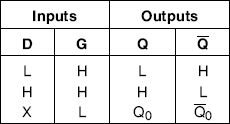 Inputs Outputs
D G Q Q̅
L H L H
H H H L
X L Q₀ Q̅₀